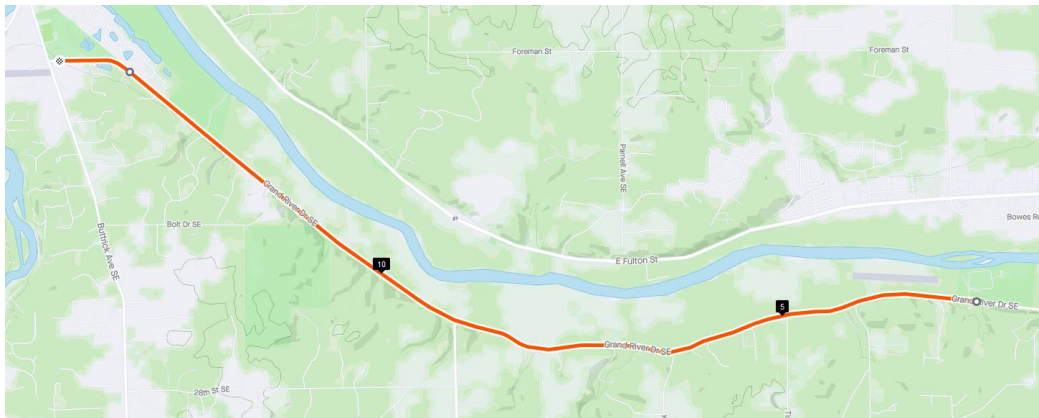 Foreman St
Foreman St
Parnell Ave SE
Grand River Dr SE
Bolt Dr SE
Buttrick Ave SE
Bowes R
E Fulton St
10
5
Grand River Dr SE
Grand River Dr SE
28th St SE